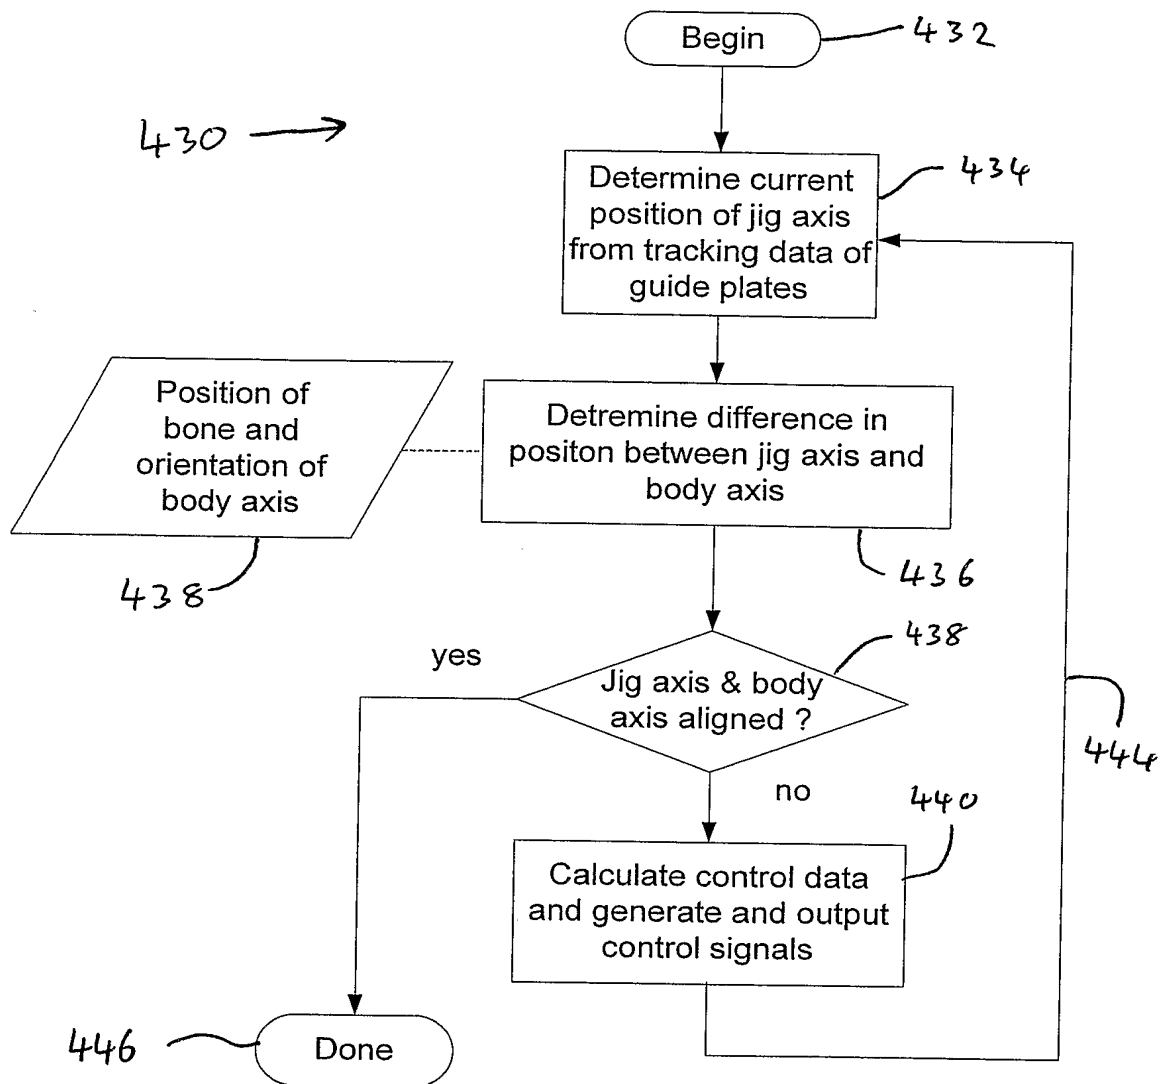 Begin
432
430
Determine current
position of jig axis
from tracking data of
guide plates
434
Position of
bone and
orientation of
body axis
438
Detremine difference in
positon between jig axis and
body axis
436
438
yes
Jig axis & body
axis aligned ?
444
no
440
Calculate control data
and generate and output
control signals
446
Done